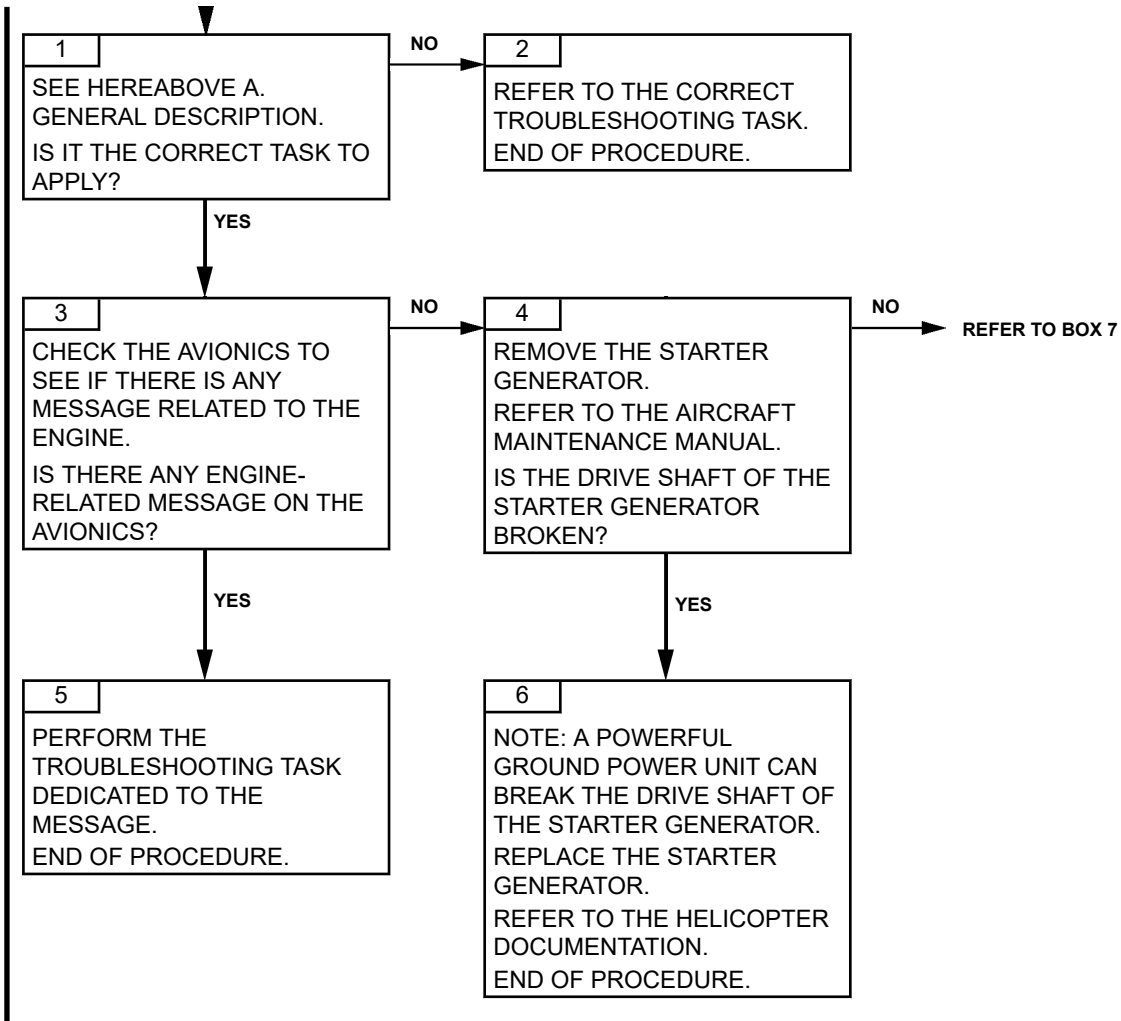 1
SEE HEREABOVE A.
GENERAL DESCRIPTION.
IS IT THE CORRECT TASK TO
APPLY?
NO
2
REFER TO THE CORRECT
TROUBLESHOOTING TASK.
END OF PROCEDURE.
YES
3
CHECK THE AVIONICS TO
SEE IF THERE IS ANY
MESSAGE RELATED TO THE
ENGINE.
IS THERE ANY ENGINE-
RELATED MESSAGE ON THE
AVIONICS?
NO
4
REMOVE THE STARTER
GENERATOR.
REFER TO THE AIRCRAFT
MAINTENANCE MANUAL.
IS THE DRIVE SHAFT OF THE
STARTER GENERATOR
BROKEN?
NO
REFER TO BOX 7
YES
YES
5
PERFORM THE
TROUBLESHOOTING TASK
DEDICATED TO THE
MESSAGE.
END OF PROCEDURE.
6
NOTE: A POWERFUL
GROUND POWER UNIT CAN
BREAK THE DRIVE SHAFT OF
THE STARTER GENERATOR.
REPLACE THE STARTER
GENERATOR.
REFER TO THE HELICOPTER
DOCUMENTATION.
END OF PROCEDURE.